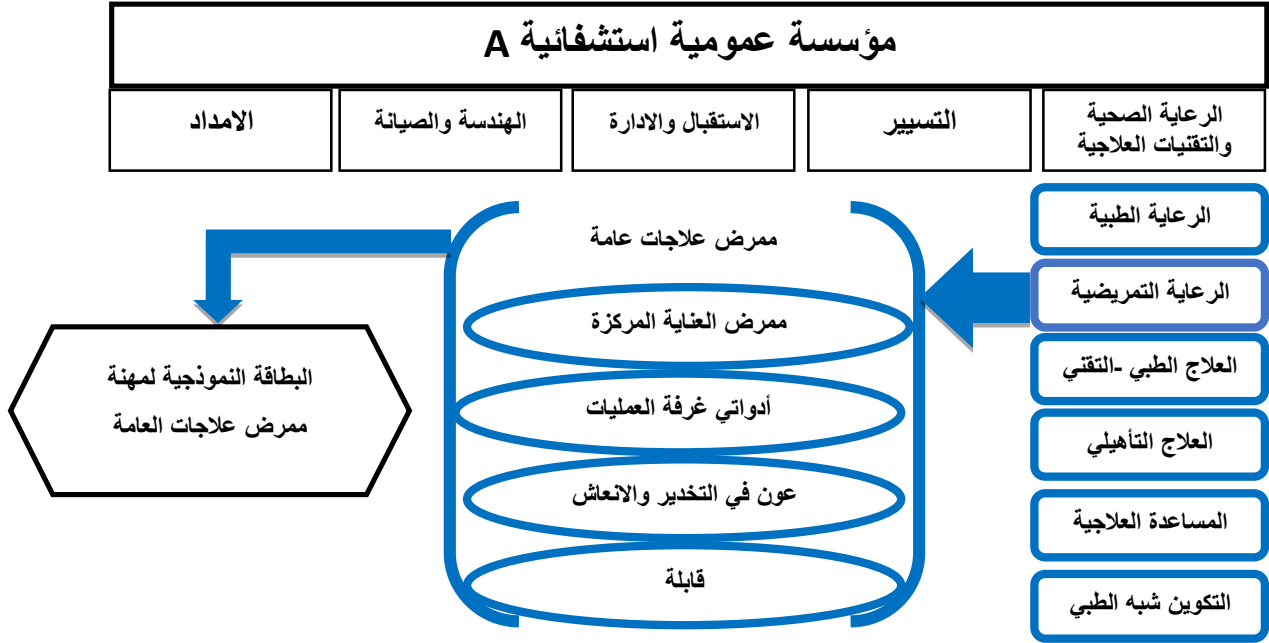 مؤسسة عمومية استشفائية A
الرعاية الصحية
والتقنيات العلاجية
التسيير
الاستقبال والادارة
الهندسة والصيانة
الامداد
الرعاية الطبية
الرعاية التمريضية
العلاج الطبي -التقني
العلاج التأهيلي
المساعدة العلاجية
التكوين شبه الطبي
ممرض علاجات عامة
ممرض العناية المركزة
أدواتي غرفة العمليات
عون في التخدير والانعاش
قابلة
البطاقة النموذجية لمهنة
ممرض علاجات العامة